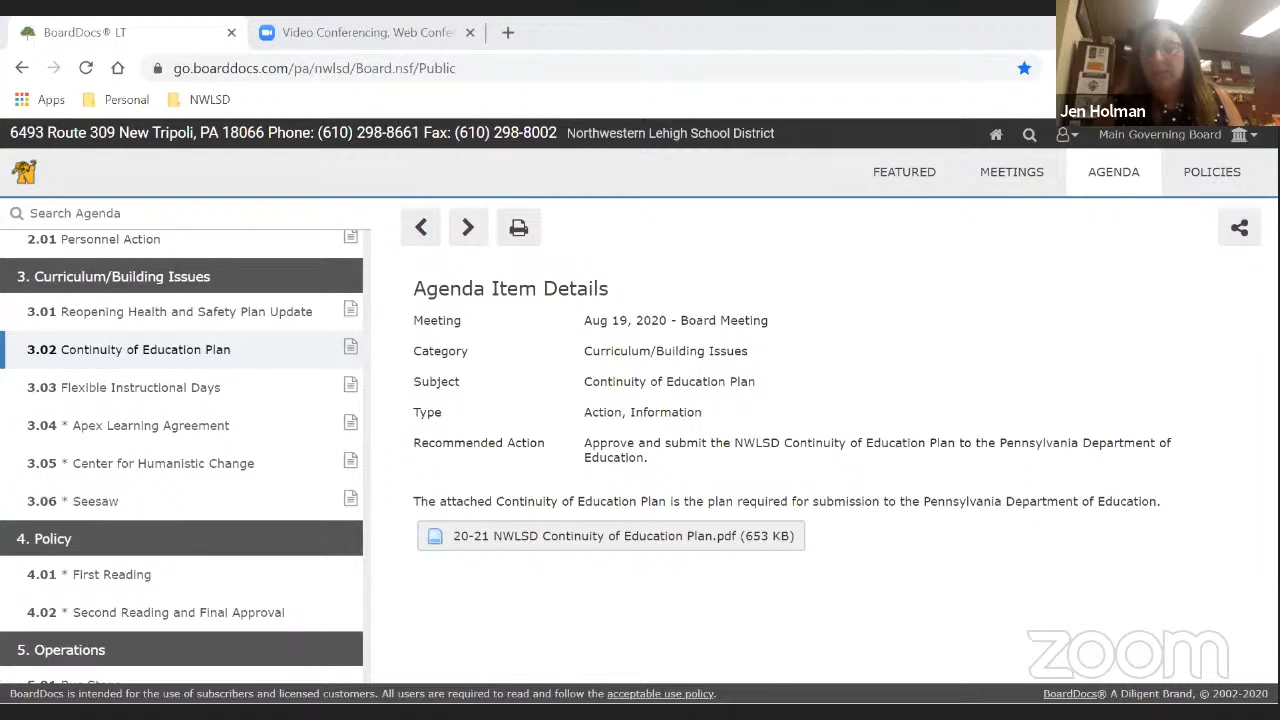 BoardDocs® LT
Video Conferencing, Web Confe
go.boarddocs.com/pa/nwlsd/Board.nsf/Public
Apps Personal NWLSD
Jen Holman
6493 Route 309 New Tripoli, PA 18066 Phone: (610) 298-8661 Fax: (610) 298-8002 Northwestern Lehigh School District
Main Governing Board
FEATURED MEETINGS AGENDA POLICIES
Search Agenda
2.01 Personnel Action
3. Curriculum/Building Issues
3.01 Reopening Health and Safety Plan Update
3.02 Continuity of Education Plan
3.03 Flexible Instructional Days
3.04 * Apex Learning Agreement
3.05 * Center for Humanistic Change
3.06 * Seesaw
4. Policy
4.01 * First Reading
4.02 * Second Reading and Final Approval
5. Operations
Agenda Item Details
Meeting Aug 19, 2020 - Board Meeting
Category Curriculum/Building Issues
Subject Continuity of Education Plan
Type Action, Information
Recommended Action Approve and submit the NWLSD Continuity of Education Plan to the Pennsylvania Department of
Education.
The attached Continuity of Education Plan is the plan required for submission to the Pennsylvania Department of Education.
20-21 NWLSD Continuity of Education Plan.pdf (653 KB)
zoom
BoardDocs is intended for the use of subscribers and licensed customers. All users are required to read and follow the acceptable use policy.
BoardDocs® A Diligent Brand, © 2002-2020